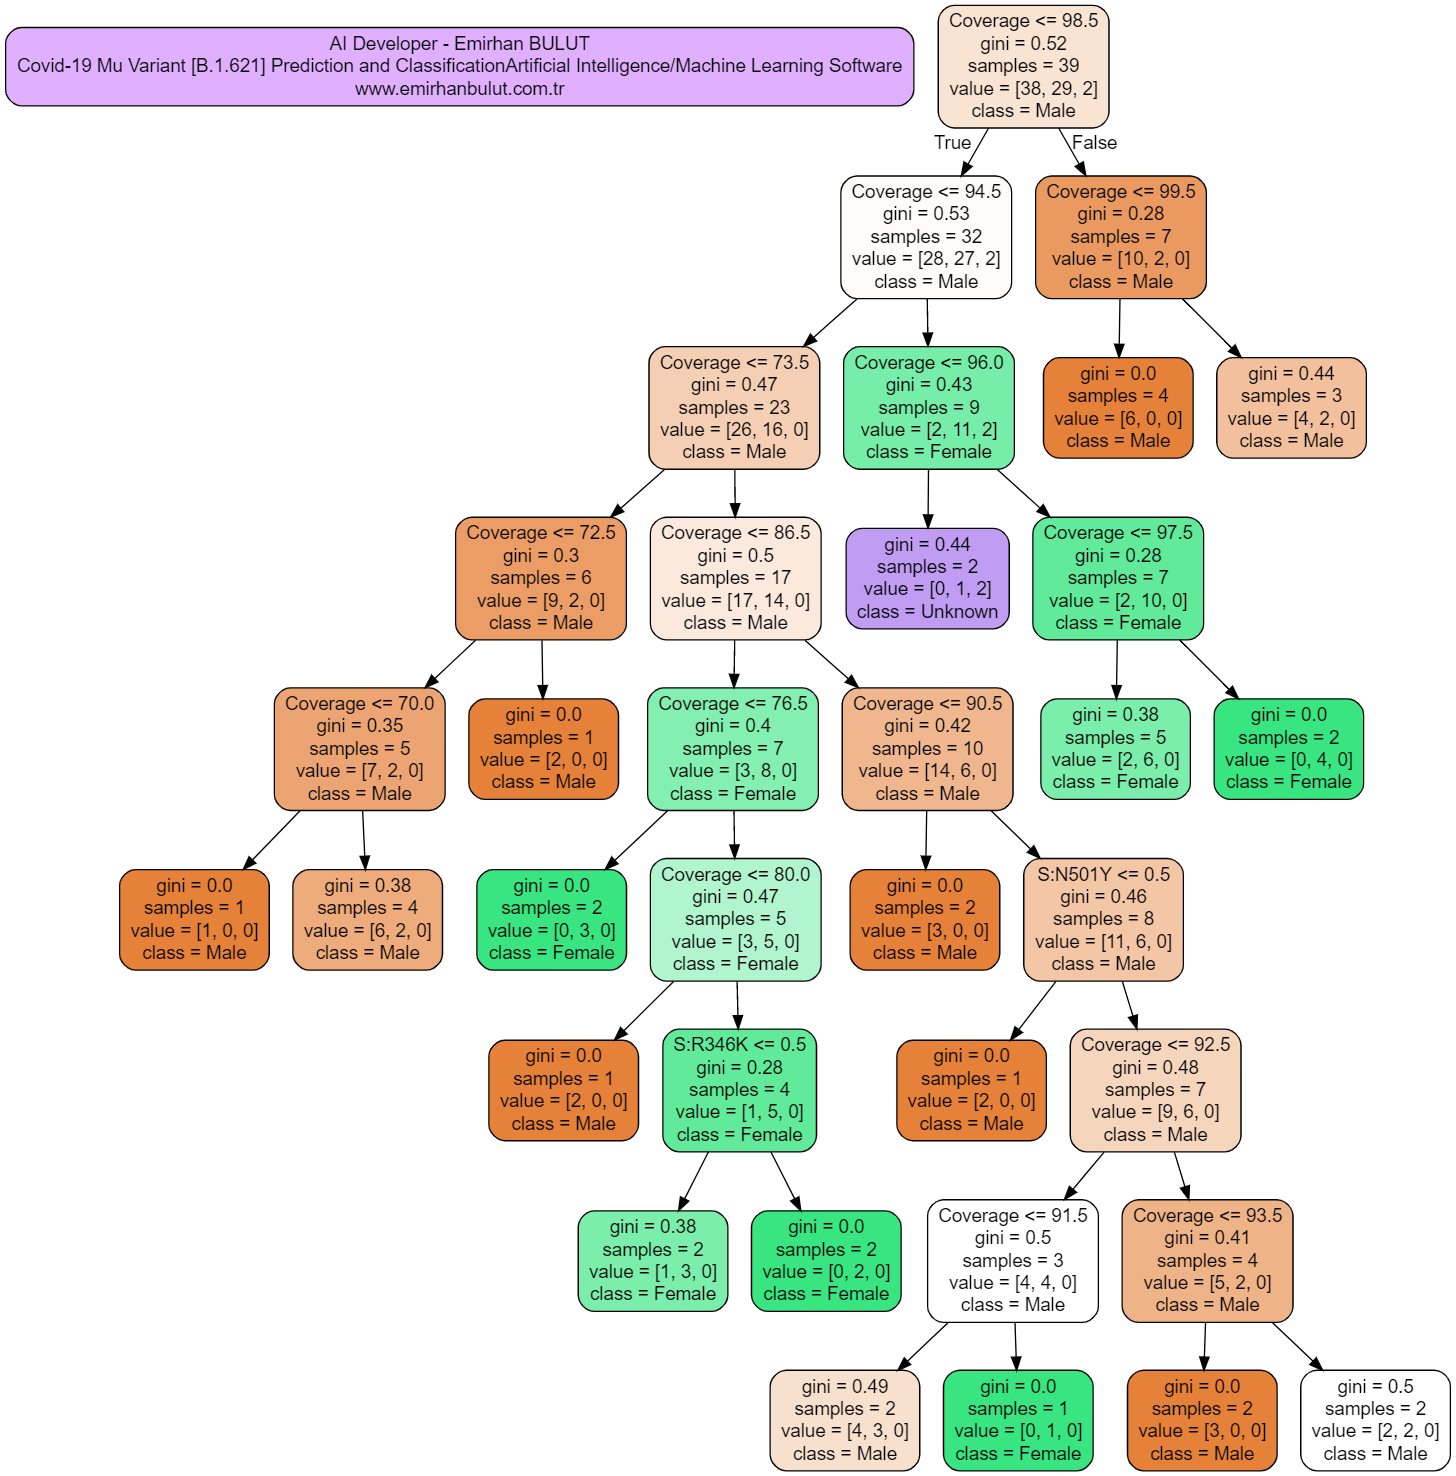 AI Developer - Emirhan BULUT
Covid-19 Mu Variant [B.1.621] Prediction and ClassificationArtificial Intelligence/Machine Learning Software
www.emirhanbulut.com.tr
Coverage <= 98.5
gini = 0.52
samples = 39
value = [38, 29, 2]
class = Male
True
False
Coverage <= 94.5
gini = 0.53
samples = 32
value = [28, 27, 2]
class = Male
Coverage <= 99.5
gini = 0.28
samples = 7
value = [10, 2, 0]
class = Male
Coverage <= 73.5
gini = 0.47
samples = 23
value = [26, 16, 0]
class = Male
Coverage <= 96.0
gini = 0.43
samples = 9
value = [2, 11, 2]
class = Female
gini = 0.0
samples = 4
value = [6, 0, 0]
class = Male
gini = 0.44
samples = 3
value = [4, 2, 0]
class = Male
Coverage <= 72.5
gini = 0.3
samples = 6
value = [9, 2, 0]
class = Male
Coverage <= 86.5
gini = 0.5
samples = 17
value = [17, 14, 0]
class = Male
gini = 0.44
samples = 2
value = [0, 1, 2]
class = Unknown
Coverage <= 97.5
gini = 0.28
samples = 7
value = [2, 10, 0]
class = Female
Coverage <= 70.0
gini = 0.35
samples = 5
value = [7, 2, 0]
class = Male
gini = 0.0
samples = 1
value = [2, 0, 0]
class = Male
Coverage <= 76.5
gini = 0.4
samples = 7
value = [3, 8, 0]
class = Female
Coverage <= 90.5
gini = 0.42
samples = 10
value = [14, 6, 0]
class = Male
gini = 0.38
samples = 5
value = [2, 6, 0]
class = Female
gini = 0.0
samples = 2
value = [0, 4, 0]
class = Female
gini = 0.0
samples = 1
value = [1, 0, 0]
class = Male
gini = 0.38
samples = 4
value = [6, 2, 0]
class = Male
gini = 0.0
samples = 2
value = [0, 3, 0]
class = Female
Coverage <= 80.0
gini = 0.47
samples = 5
value = [3, 5, 0]
class = Female
gini = 0.0
samples = 2
value = [3, 0, 0]
class = Male
S:N501Y <= 0.5
gini = 0.46
samples = 8
value = [11, 6, 0]
class = Male
gini = 0.0
samples = 1
value = [2, 0, 0]
class = Male
S:R346K <= 0.5
gini = 0.28
samples = 4
value = [1, 5, 0]
class = Female
gini = 0.0
samples = 1
value = [2, 0, 0]
class = Male
Coverage <= 92.5
gini = 0.48
samples = 7
value = [9, 6, 0]
class = Male
gini = 0.38
samples = 2
value = [1, 3, 0]
class = Female
gini = 0.0
samples = 2
value = [0, 2, 0]
class = Female
Coverage <= 91.5
gini = 0.5
samples = 3
value = [4, 4, 0]
class = Male
Coverage <= 93.5
gini = 0.41
samples = 4
value = [5, 2, 0]
class = Male
gini = 0.49
samples = 2
value = [4, 3, 0]
class = Male
gini = 0.0
samples = 1
value = [0, 1, 0]
class = Female
gini = 0.0
samples = 2
value = [3, 0, 0]
class = Male
gini = 0.5
samples = 2
value = [2, 2, 0]
class = Male